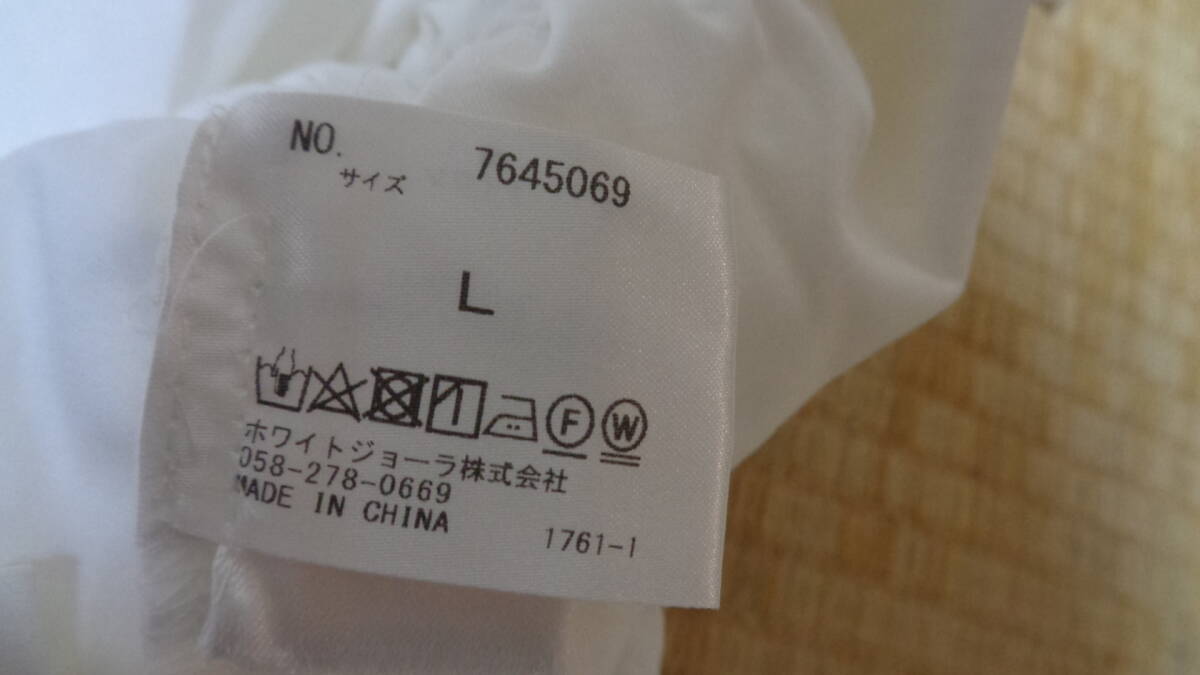 NO. 7645069
サイズ
L
F W
ホワイトジョーラ株式会社
058-278-0669
MADE IN CHINA 1761-1